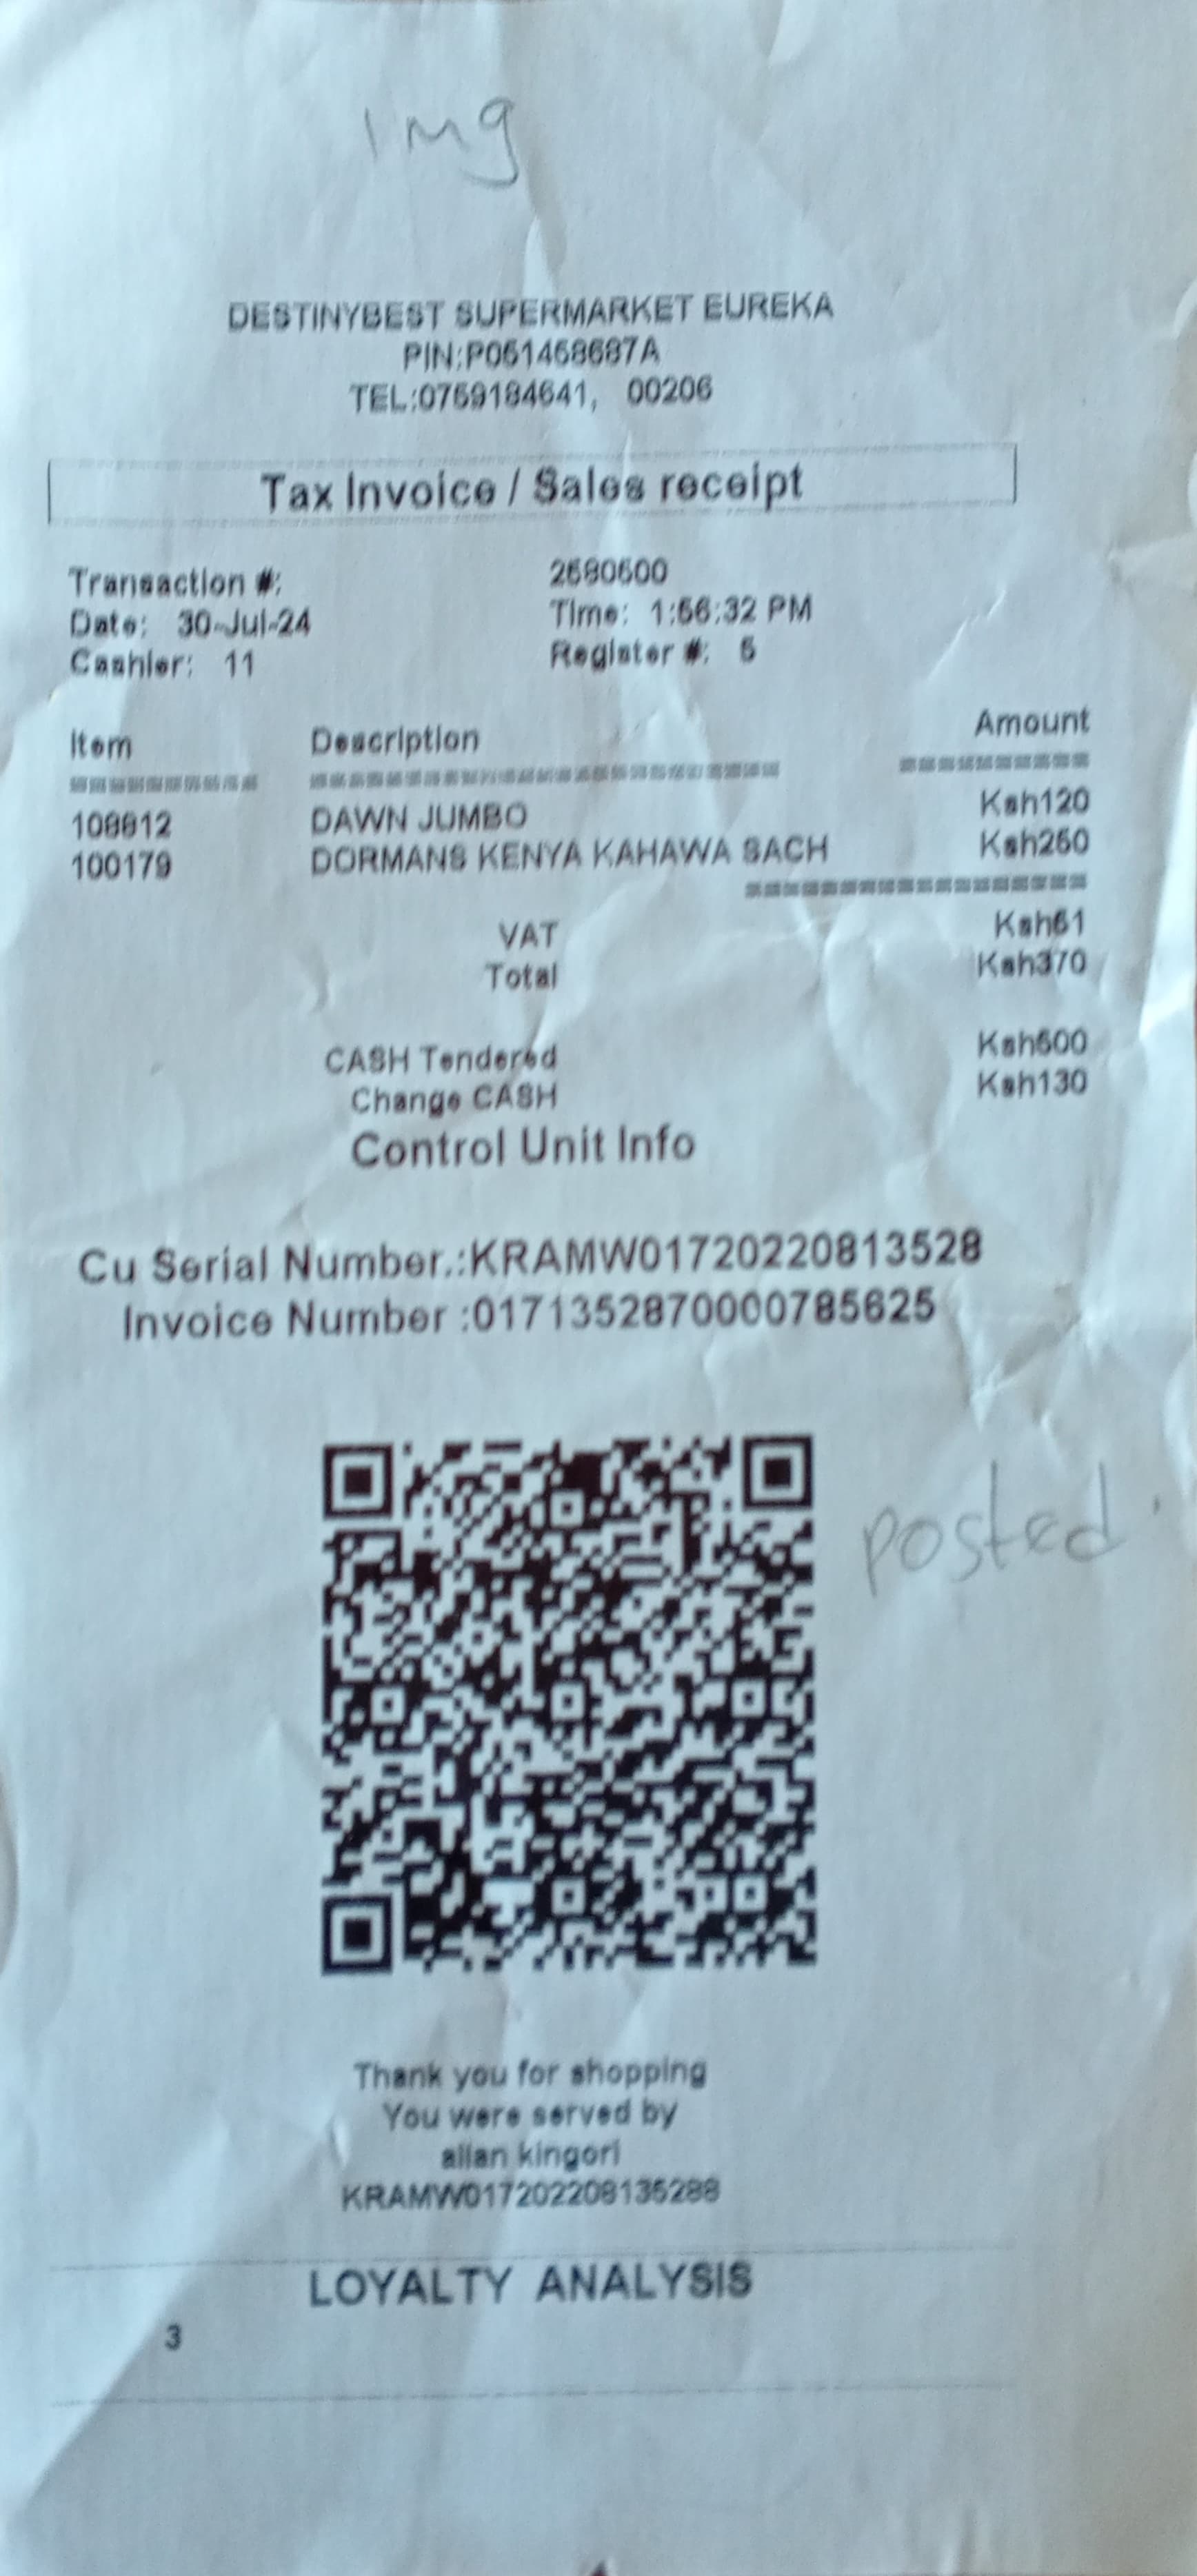 Img
DESTINYBEST SUPERMARKET EUREKA
PIN:P051458687A
TEL:0759184641, 00206
Tax Invoice / Sales receipt
Transaction #: 2580500
Date: 30-Jul-24 Time: 1:56:32 PM
Cashier: 11 Register #: 5
Item Description Amount
108812 DAWN JUMBO Ksh120
100179 DORMANS KENYA KAHAWA SACH Ksh250
VAT Ksh51
Total Ksh370
CASH Tendered Ksh500
Change CASH Ksh130
Control Unit Info
Cu Serial Number.:KRAMW01720220813528
Invoice Number :0171352870000785625
posted
Thank you for shopping
You were served by
allan kingori
KRAMW017202208135288
LOYALTY ANALYSIS
3